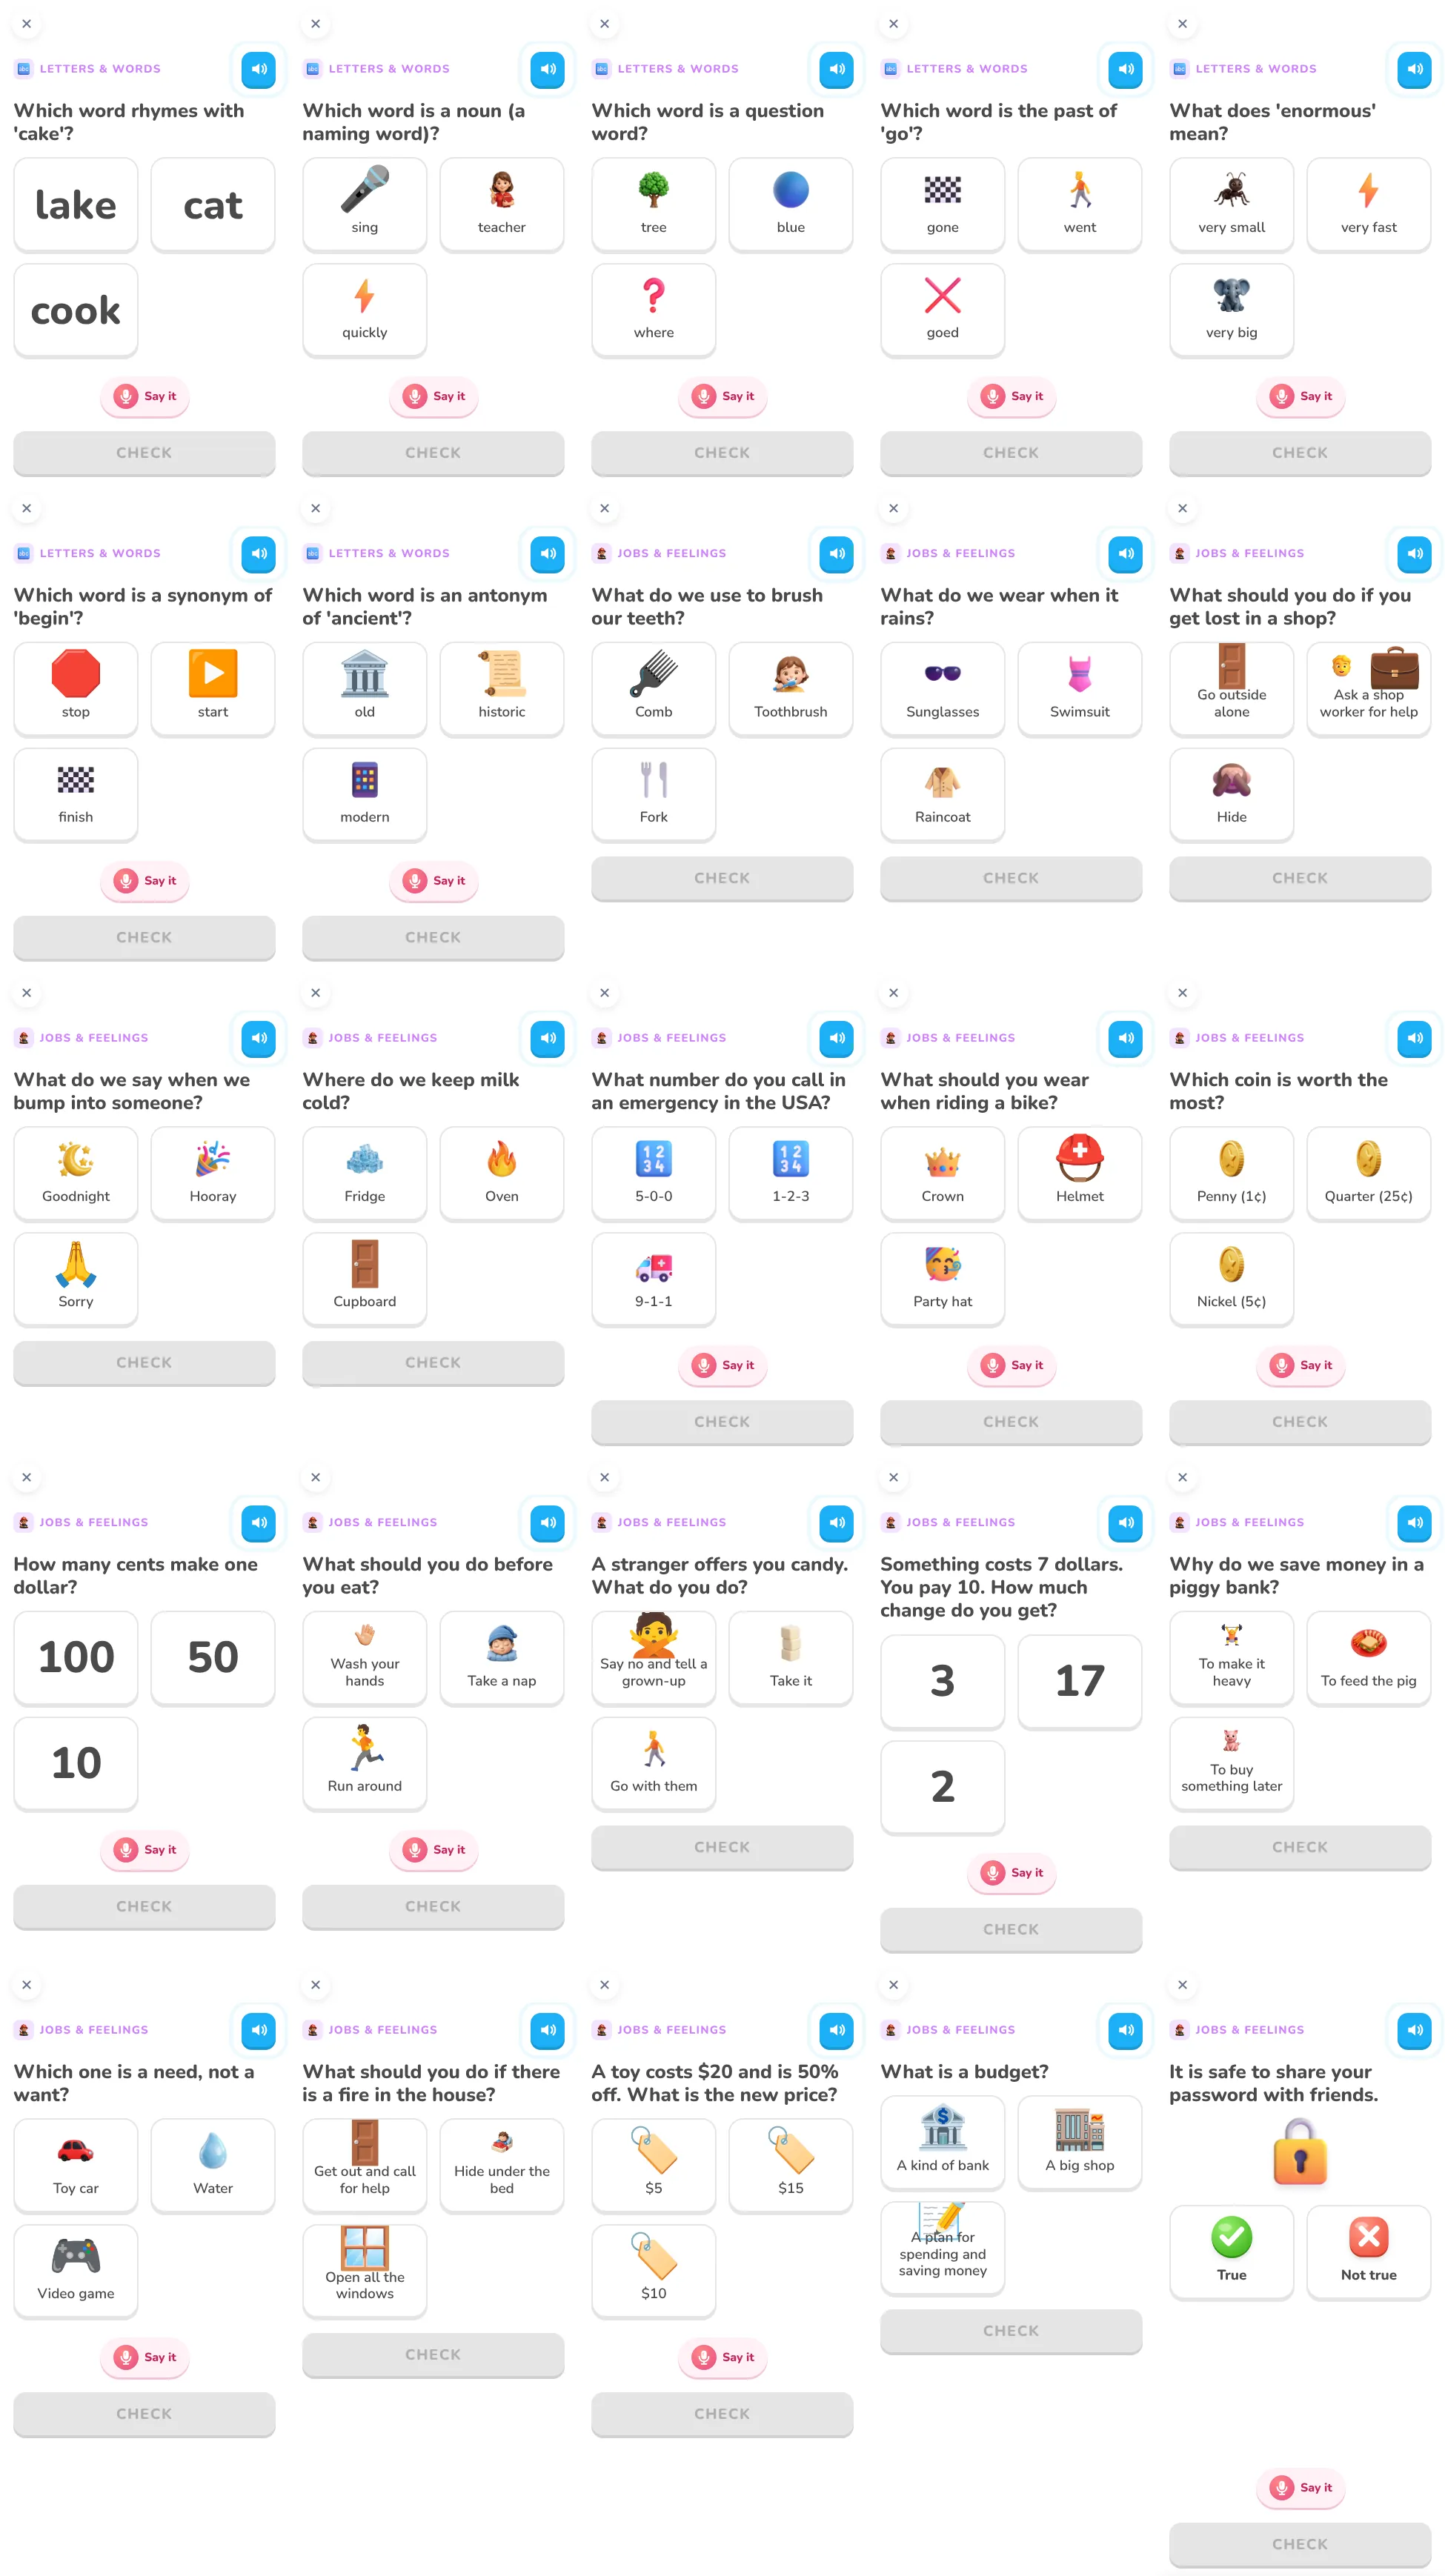 LETTERS & WORDS
Which word rhymes with
'cake'?
lake
cat
cook
Say it
CHECK
LETTERS & WORDS
Which word is a noun (a
naming word)?
sing
teacher
quickly
Say it
CHECK
LETTERS & WORDS
Which word is a question
word?
tree
blue
where
Say it
CHECK
LETTERS & WORDS
Which word is the past of
'go'?
gone
went
goed
Say it
CHECK
LETTERS & WORDS
What does 'enormous'
mean?
very small
very fast
very big
Say it
CHECK
LETTERS & WORDS
Which word is a synonym of
'begin'?
stop
start
finish
Say it
CHECK
LETTERS & WORDS
Which word is an antonym
of 'ancient'?
old
historic
modern
Say it
CHECK
JOBS & FEELINGS
What do we use to brush
our teeth?
Comb
Toothbrush
Fork
CHECK
JOBS & FEELINGS
What do we wear when it
rains?
Sunglasses
Swimsuit
Raincoat
CHECK
JOBS & FEELINGS
What should you do if you
get lost in a shop?
Go outside
alone
Ask a shop
worker for help
Hide
CHECK
JOBS & FEELINGS
What do we say when we
bump into someone?
Goodnight
Hooray
Sorry
CHECK
JOBS & FEELINGS
Where do we keep milk
cold?
Fridge
Oven
Cupboard
CHECK
JOBS & FEELINGS
What number do you call in
an emergency in the USA?
1 2
3 4
5-0-0
1 2
3 4
1-2-3
9-1-1
Say it
CHECK
JOBS & FEELINGS
What should you wear
when riding a bike?
Crown
Helmet
Party hat
Say it
CHECK
JOBS & FEELINGS
Which coin is worth the
most?
Penny (1¢)
Quarter (25¢)
Nickel (5¢)
Say it
CHECK
JOBS & FEELINGS
How many cents make one
dollar?
100
50
10
Say it
CHECK
JOBS & FEELINGS
What should you do before
you eat?
Wash your
hands
Take a nap
Run around
Say it
CHECK
JOBS & FEELINGS
A stranger offers you candy.
What do you do?
Say no and tell a
grown-up
Take it
Go with them
CHECK
JOBS & FEELINGS
Something costs 7 dollars.
You pay 10. How much
change do you get?
3
17
2
Say it
CHECK
JOBS & FEELINGS
Why do we save money in a
piggy bank?
To make it
heavy
To feed the pig
To buy
something later
CHECK
JOBS & FEELINGS
Which one is a need, not a
want?
Toy car
Water
Video game
Say it
CHECK
JOBS & FEELINGS
What should you do if there
is a fire in the house?
Get out and call
for help
Hide under the
bed
Open all the
windows
CHECK
JOBS & FEELINGS
A toy costs $20 and is 50%
off. What is the new price?
$5
$15
$10
Say it
CHECK
JOBS & FEELINGS
What is a budget?
$
A kind of bank
A big shop
A plan for
spending and
saving money
CHECK
JOBS & FEELINGS
It is safe to share your
password with friends.
True
Not true
Say it
CHECK